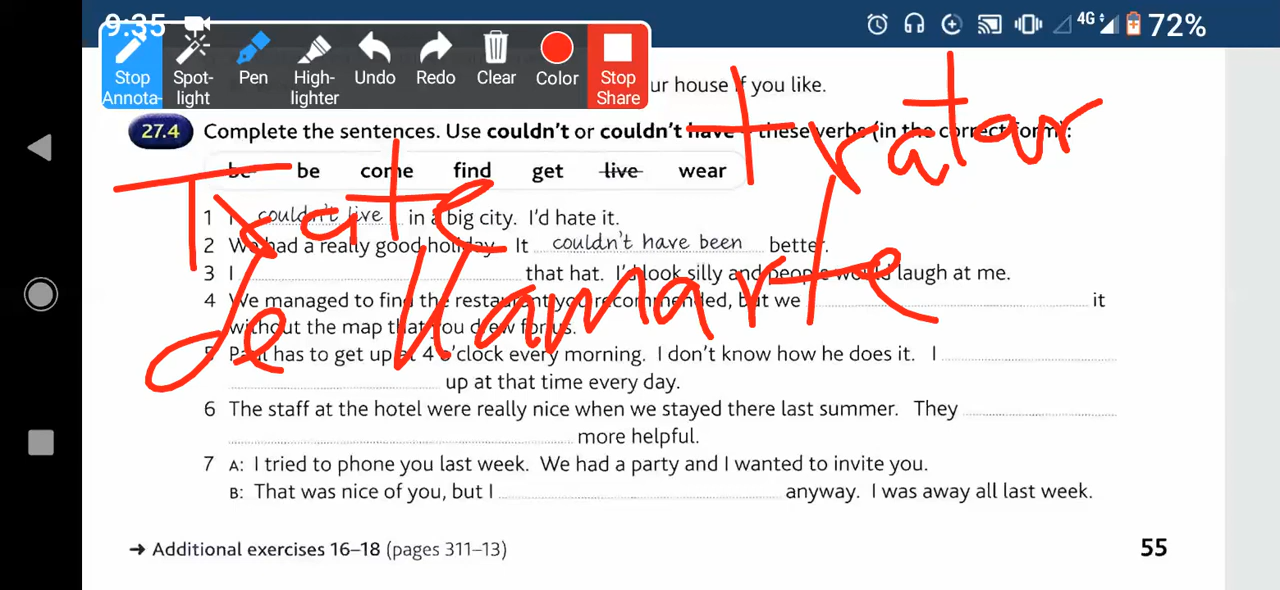 9:35 4G 72%
Stop Annota- Spot-light Pen High-lighter Undo Redo Clear Color Stop Share
ur house if you like.
27.4 Complete the sentences. Use couldn't or couldn't have + these verbs (in the correct form):
tratar
be be come find get live wear
Trate
1 I couldn't live in a big city. I'd hate it.
2 We had a really good holiday. It couldn't have been better.
3 I that hat. I'd look silly and people would laugh at me.
de llamarte
4 We managed to find the restaurant you recommended, but we it
without the map that you drew for us.
5 Paul has to get up at 4 o'clock every morning. I don't know how he does it. I
up at that time every day.
6 The staff at the hotel were really nice when we stayed there last summer. They
more helpful.
7 A: I tried to phone you last week. We had a party and I wanted to invite you.
B: That was nice of you, but I anyway. I was away all last week.
➜ Additional exercises 16–18 (pages 311–13) 55